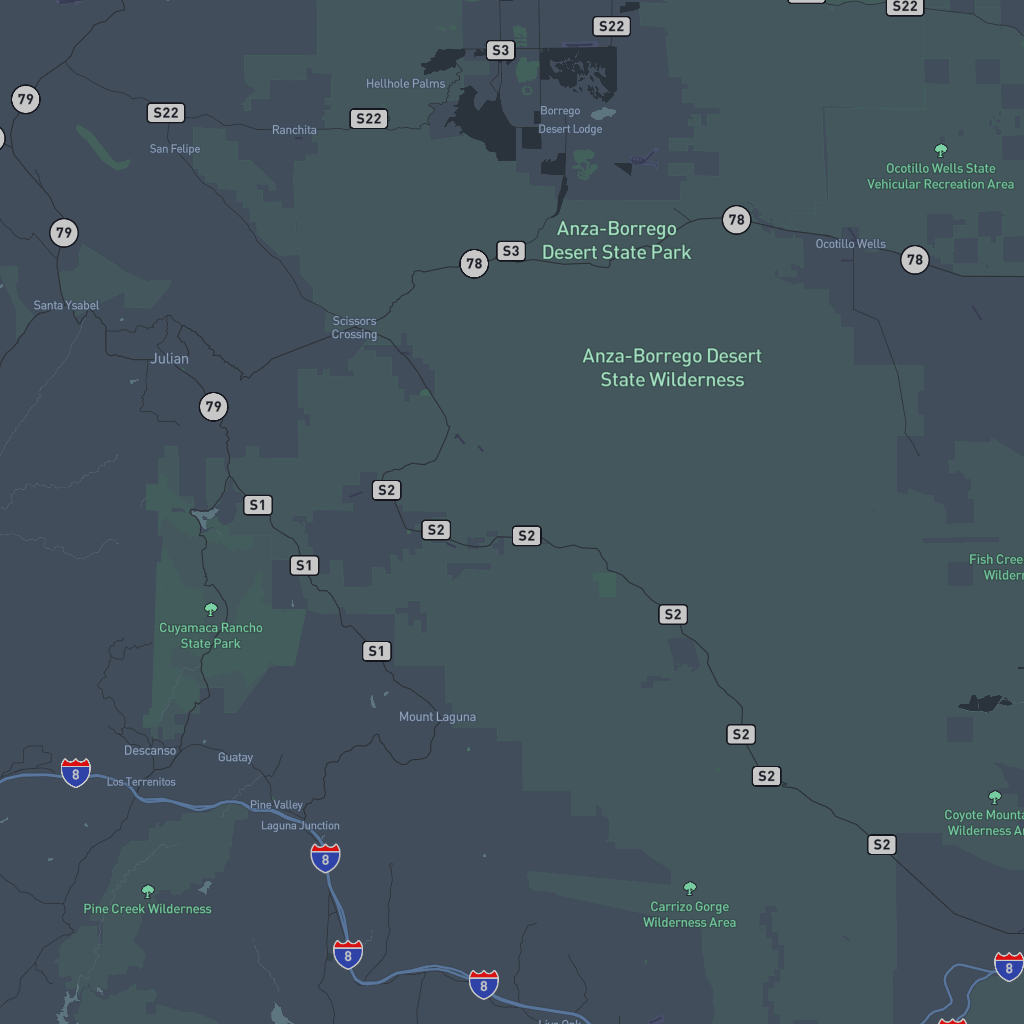 S22
S22
S3
Hellhole Palms
79
S22
Borrego
Desert Lodge
S22
Ranchita
San Felipe
Ocotillo Wells State
Vehicular Recreation Area
79
78
Anza-Borrego
Desert State Park
S3
78
Ocotillo Wells
78
Santa Ysabel
Scissors
Crossing
Julian
Anza-Borrego Desert
State Wilderness
79
S2
S1
S2
S2
S1
Fish Cree
Wildern
S2
Cuyamaca Rancho
State Park
S1
Mount Laguna
S2
Descanso
Guatay
8
Los Terrenitos
S2
Pine Valley
Laguna Junction
Coyote Mounta
Wilderness A
S2
8
Pine Creek Wilderness
Carrizo Gorge
Wilderness Area
8
8
8